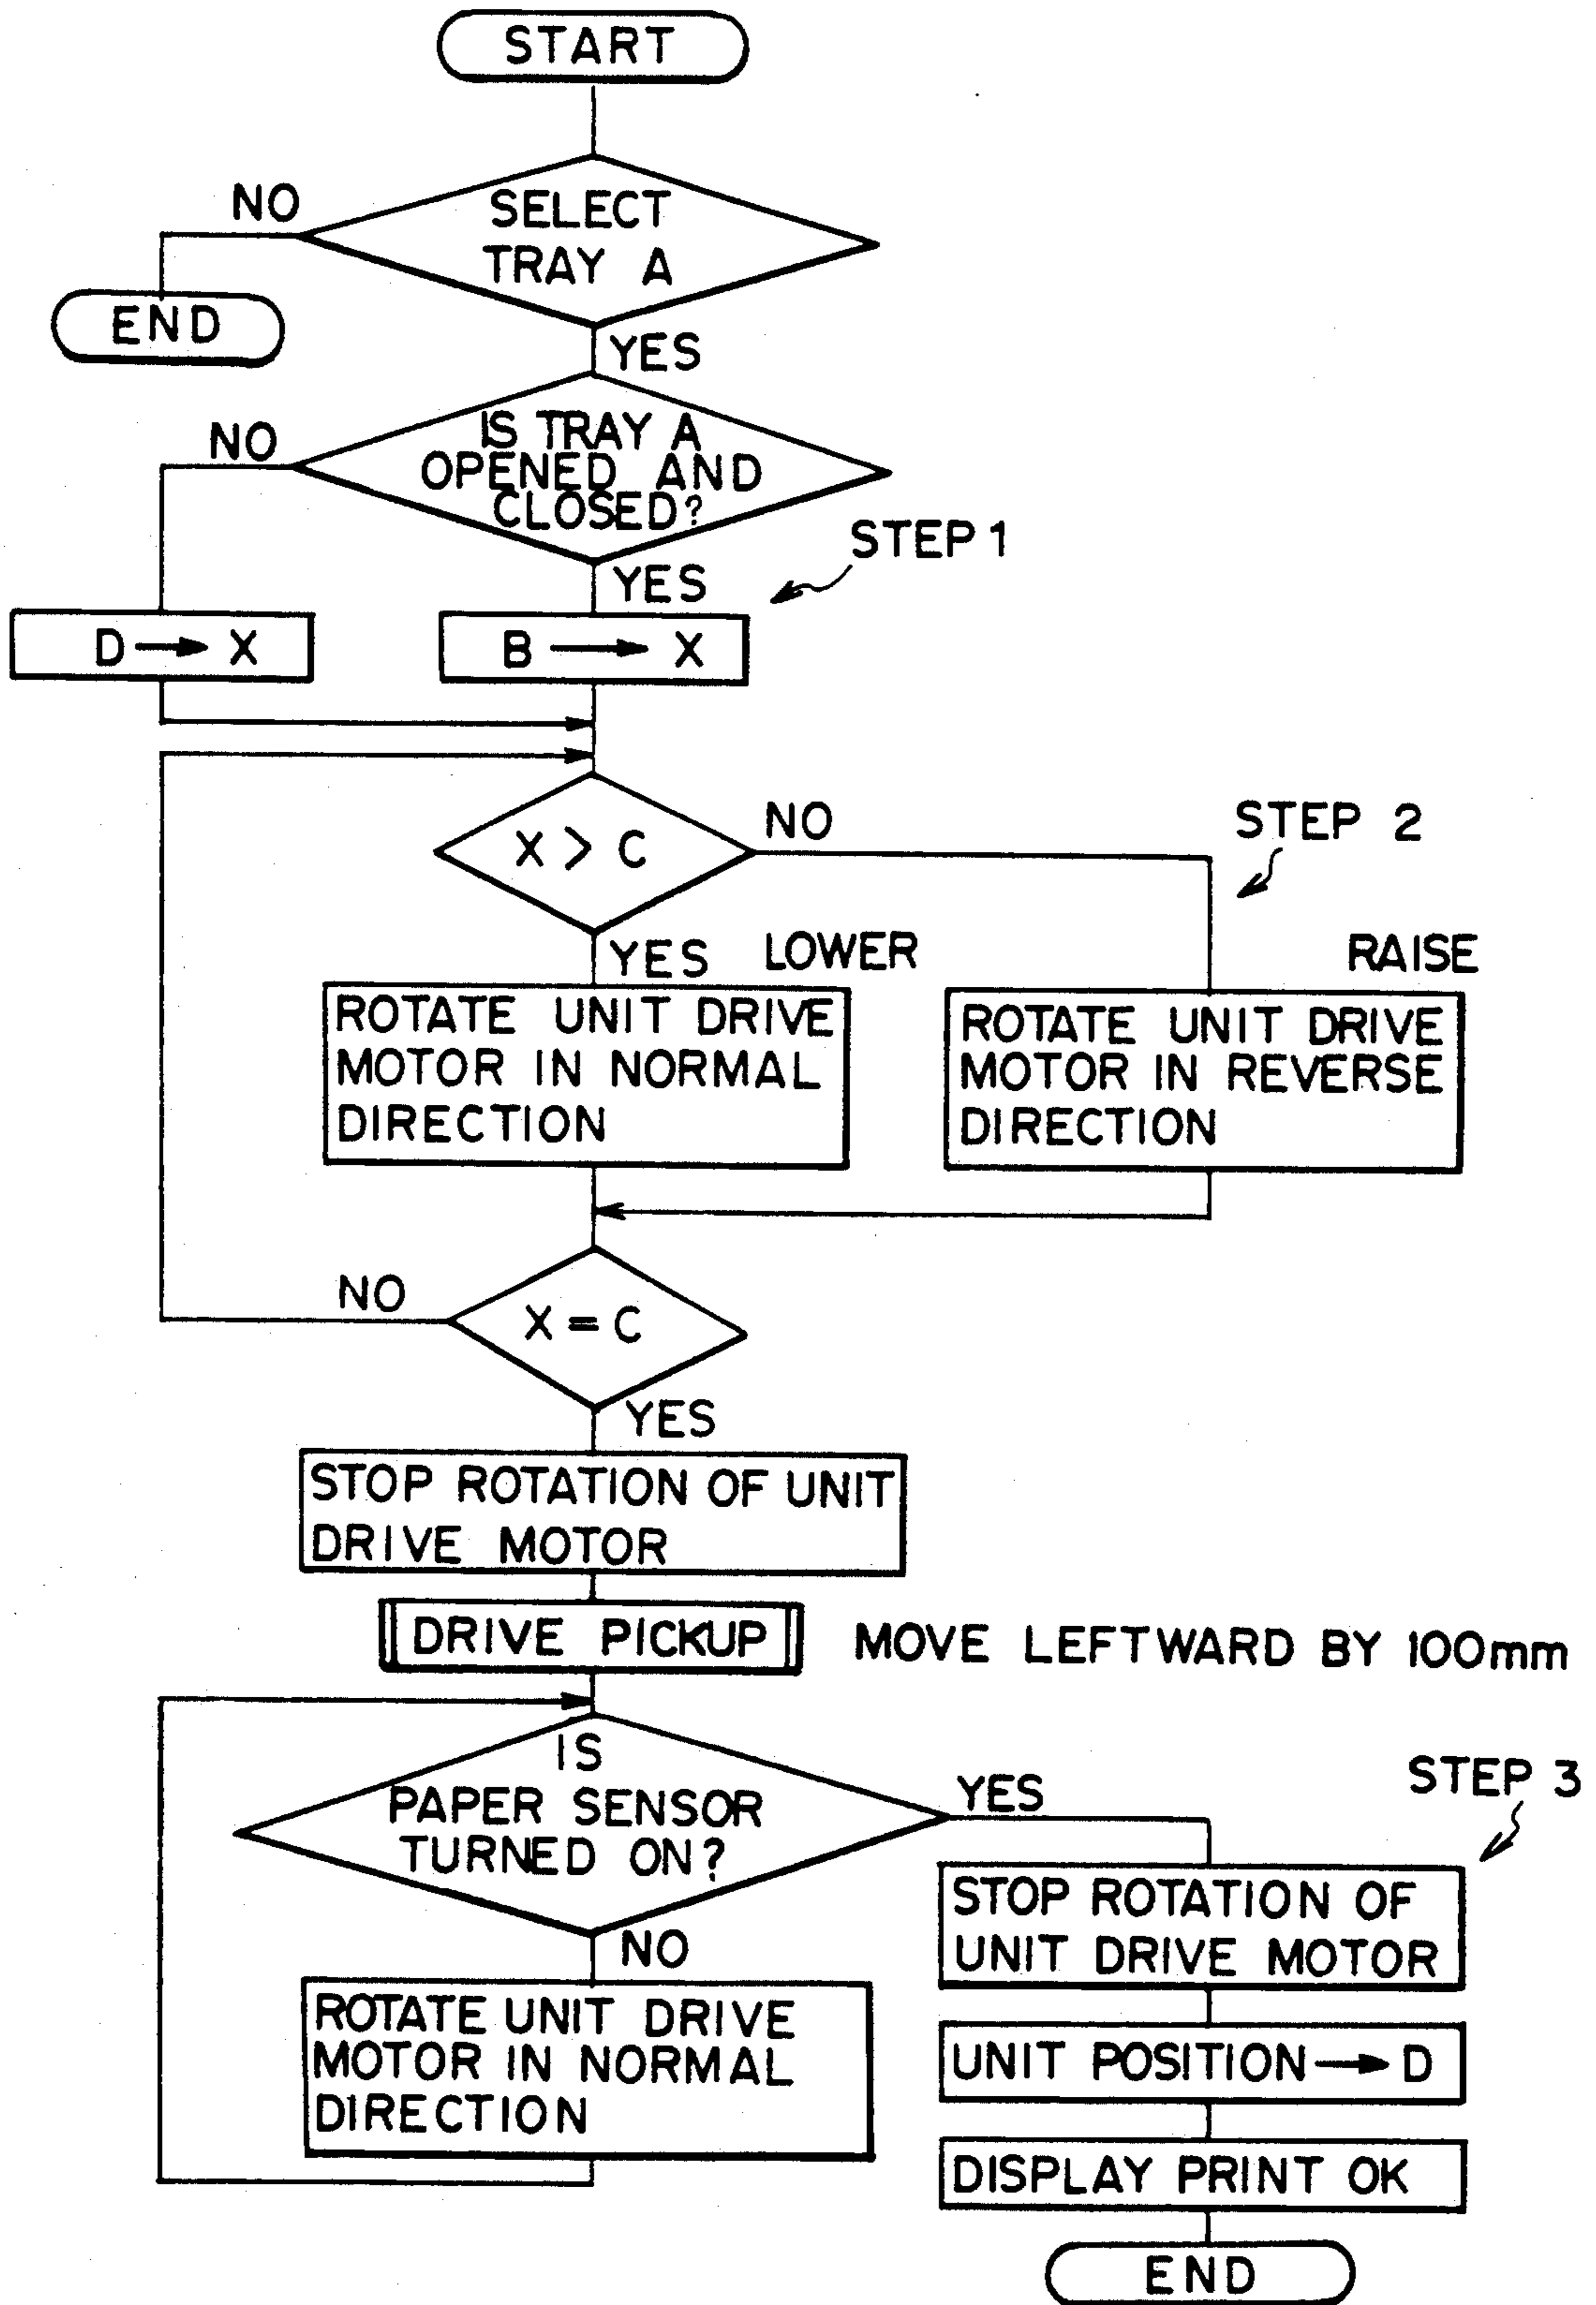 START
NO
SELECT
TRAY A
END
YES
NO
IS TRAY A
OPENED AND
CLOSED?
STEP 1
YES
D → X
B → X
X > C
NO
STEP 2
YES
LOWER
RAISE
ROTATE UNIT DRIVE
MOTOR IN NORMAL
DIRECTION
ROTATE UNIT DRIVE
MOTOR IN REVERSE
DIRECTION
NO
X = C
YES
STOP ROTATION OF UNIT
DRIVE MOTOR
DRIVE PICKUP
MOVE LEFTWARD BY 100mm
IS
PAPER SENSOR
TURNED ON?
YES
STEP 3
NO
STOP ROTATION OF
UNIT DRIVE MOTOR
ROTATE UNIT DRIVE
MOTOR IN NORMAL
DIRECTION
UNIT POSITION → D
DISPLAY PRINT OK
END